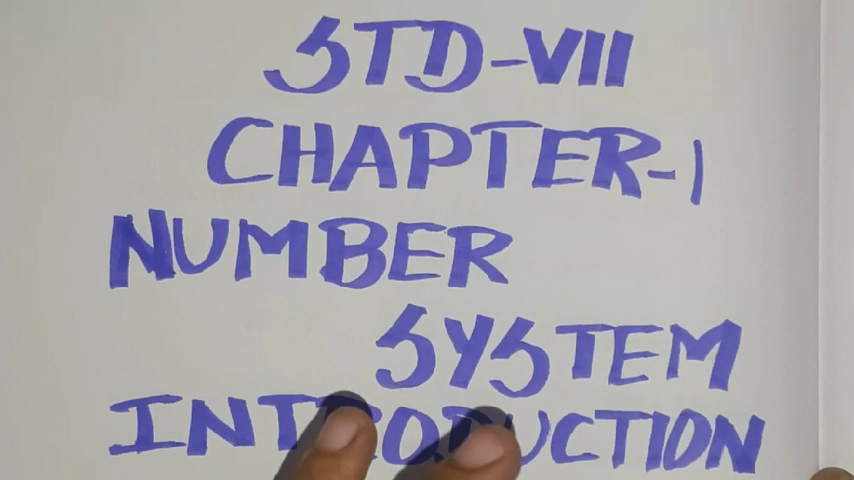 STD-VII
CHAPTER-1
NUMBER
SYSTEM
INTRODUCTION